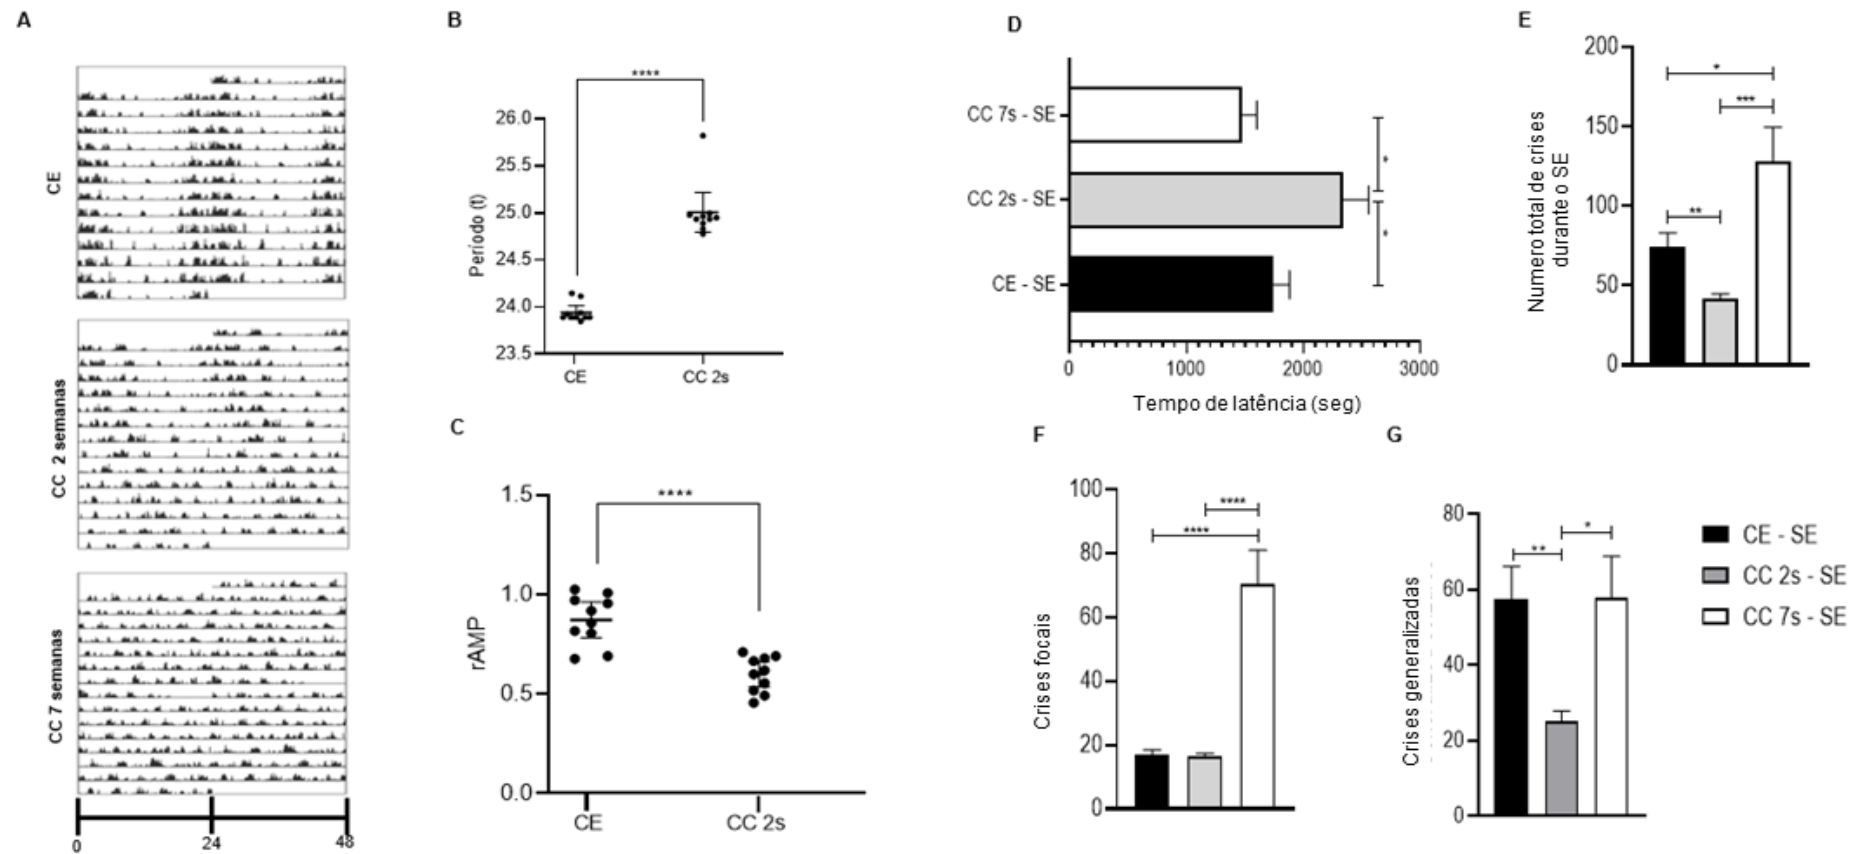 A
CE
CC 2 semanas
CC 7 semanas
0
24
48
B
****
26.0
25.5
25.0
24.5
24.0
23.5
Período (t)
CE
CC 2s
C
****
1.5
1.0
0.5
0.0
rAMP
CE
CC 2s
D
CC 7s - SE
CC 2s - SE
CE - SE
*
*
0
1000
2000
3000
Tempo de latência (seg)
E
200
150
100
50
0
Numero total de crises
durante o SE
*
***
**
F
100
80
60
40
20
0
Crises focais
****
****
G
80
60
40
20
0
Crises generalizadas
*
**
CE - SE
CC 2s - SE
CC 7s - SE